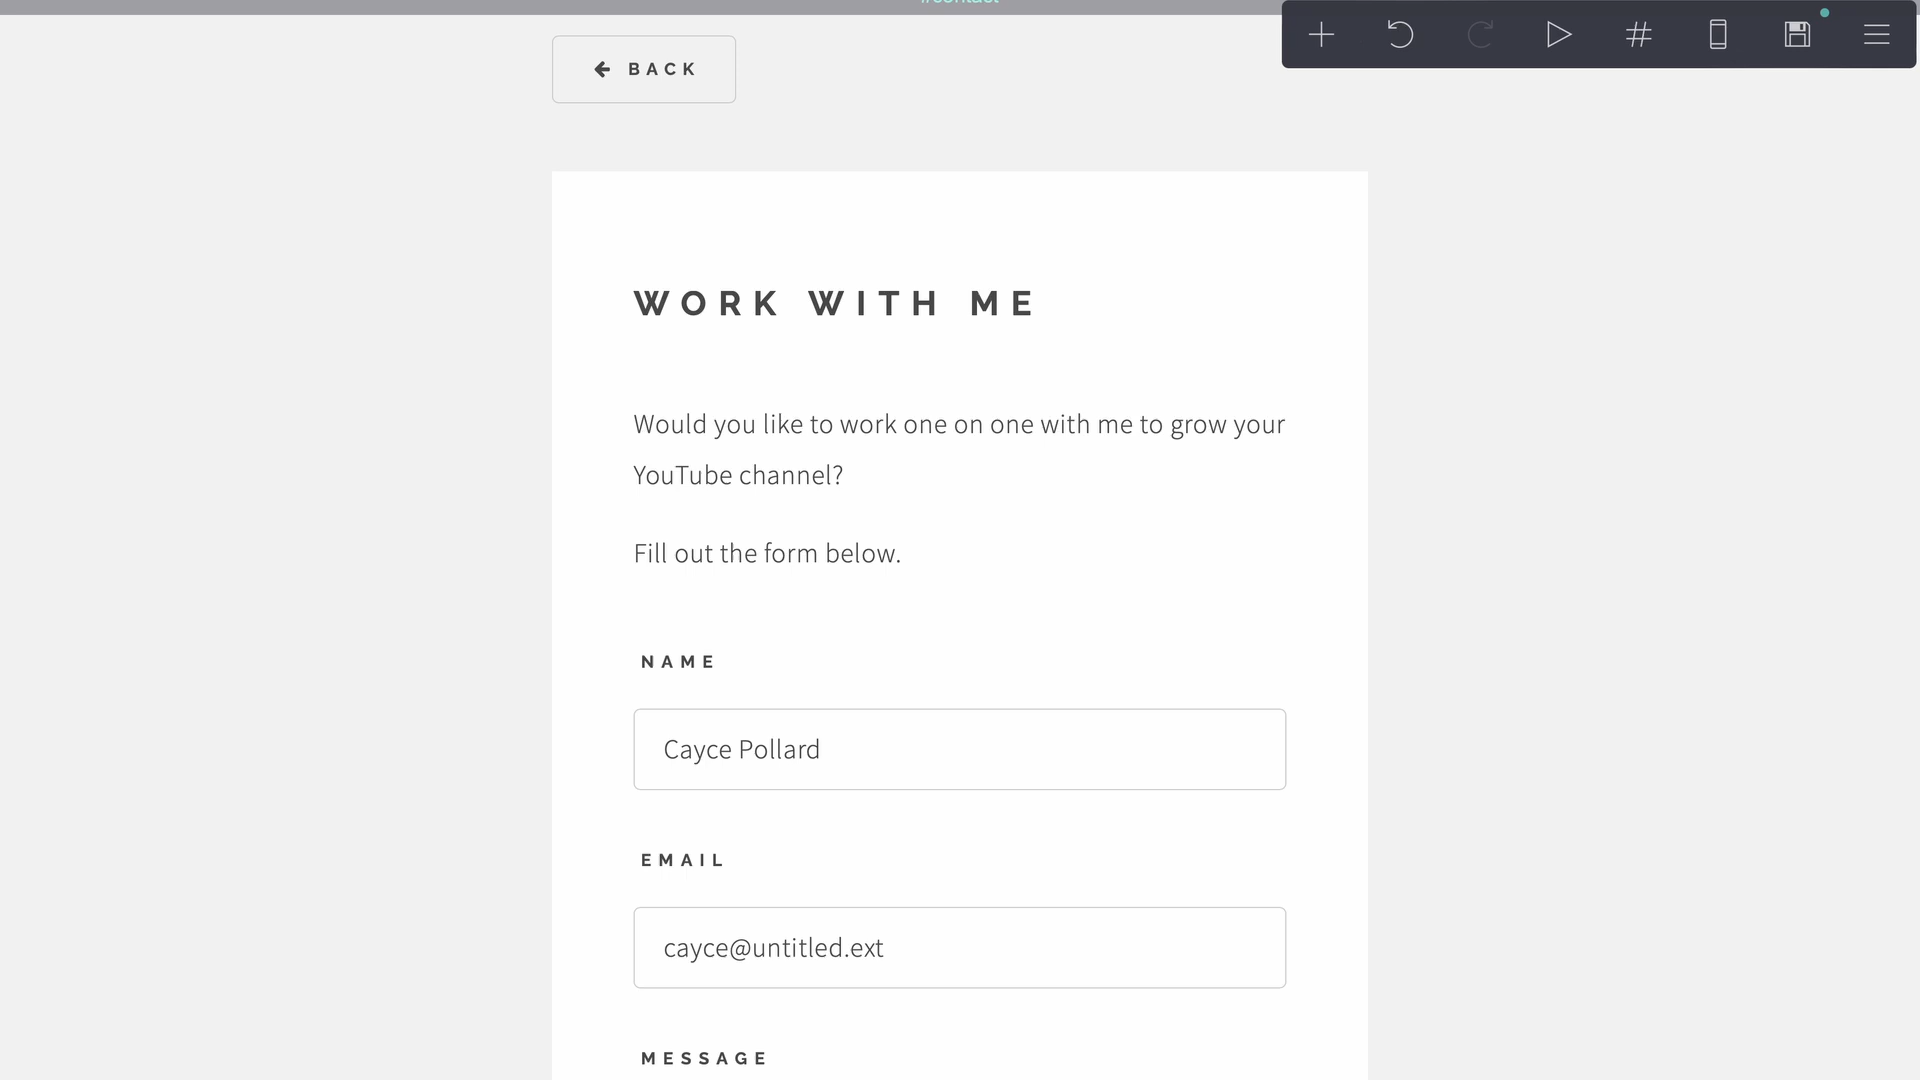 #contact
BACK
WORK WITH ME
Would you like to work one on one with me to grow your
YouTube channel?
Fill out the form below.
NAME
Cayce Pollard
EMAIL
cayce@untitled.ext
MESSAGE